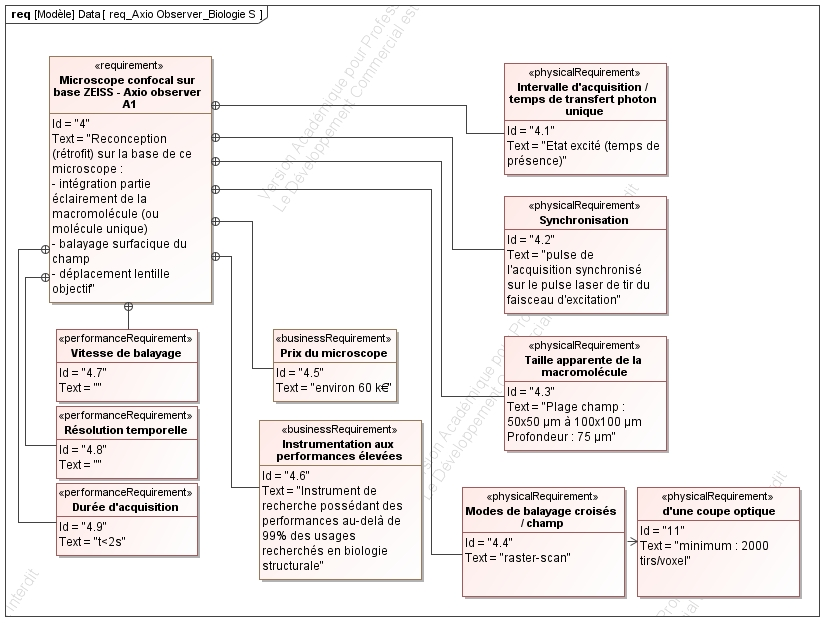 req [Modèle] Data [ req_Axio Observer_Biologie S ]
«requirement»
Microscope confocal sur
base ZEISS - Axio observer
A1
Id = "4"
Text = "Reconception
(rétrofit) sur la base de ce
microscope :
- intégration partie
éclairement de la
macromolécule (ou
molécule unique)
- balayage surfacique du
champ
- déplacement lentille
objectif"
«physicalRequirement»
Intervalle d'acquisition /
temps de transfert photon
unique
Id = "4.1"
Text = "Etat excité (temps de
présence)"
«physicalRequirement»
Synchronisation
Id = "4.2"
Text = "pulse de
l'acquisition synchronisé
sur le pulse laser de tir du
faisceau d'excitation"
«physicalRequirement»
Taille apparente de la
macromolécule
Id = "4.3"
Text = "Plage champ :
50x50 µm à 100x100 µm
Profondeur : 75 µm"
«performanceRequirement»
Vitesse de balayage
Id = "4.7"
Text = ""
«performanceRequirement»
Résolution temporelle
Id = "4.8"
Text = ""
«performanceRequirement»
Durée d'acquisition
Id = "4.9"
Text = "t<2s"
«businessRequirement»
Prix du microscope
Id = "4.5"
Text = "environ 60 k€"
«businessRequirement»
Instrumentation aux
performances élevées
Id = "4.6"
Text = "Instrument de
recherche possédant des
performances au-delà de
99% des usages
recherchés en biologie
structurale"
«physicalRequirement»
Modes de balayage croisés
/ champ
Id = "4.4"
Text = "raster-scan"
«physicalRequirement»
d'une coupe optique
Id = "11"
Text = "minimum : 2000
tirs/voxel"
Version Académique pour Profess
Le Développement Commercial est
Interdit